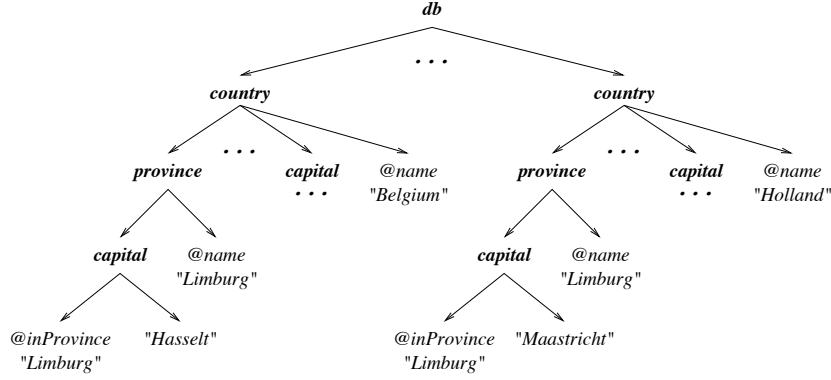 db
. . .
country country
province . . . capital @name province . . . capital @name
. . . "Belgium" . . . "Holland"
capital @name capital @name
"Limburg" "Limburg"
@inProvince "Hasselt" @inProvince "Maastricht"
"Limburg" "Limburg"